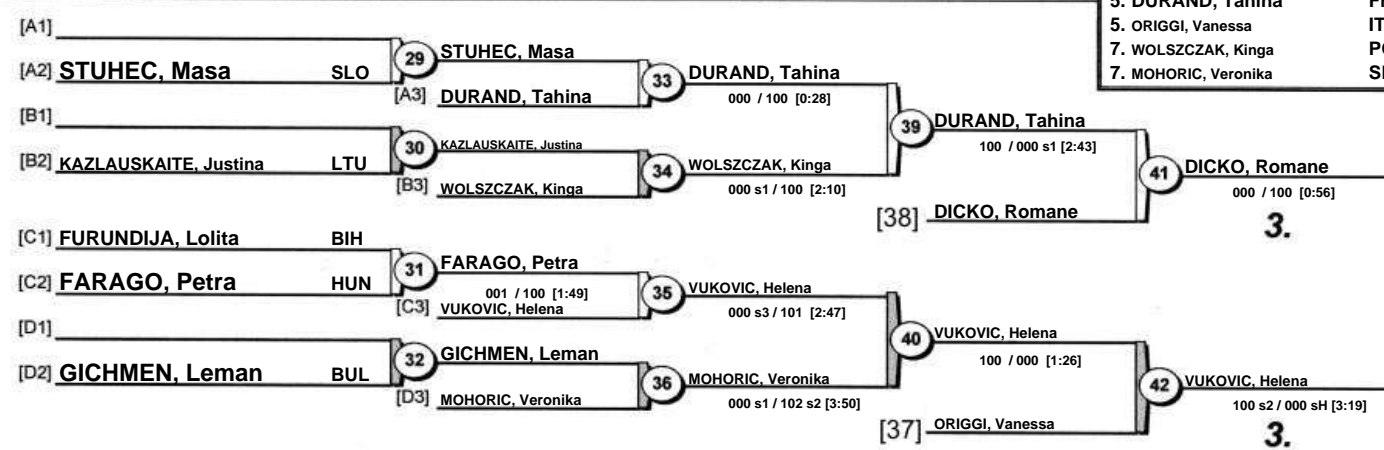 5. DURAND, Tahina
5. ORIGGI, Vanessa IT
7. WOLSZCZAK, Kinga
7. MOHORIC, Veronika
[A1]
[A2] STUHEC, Masa SLO
29
STUHEC, Masa
[A3] DURAND, Tahina
33
DURAND, Tahina
000 / 100 [0:28]
[B1]
[B2] KAZLAUSKAITE, Justina LTU
30
KAZLAUSKAITE, Justina
[B3] WOLSZCZAK, Kinga
34
WOLSZCZAK, Kinga
000 s1 / 100 [2:10]
39
DURAND, Tahina
100 / 000 s1 [2:43]
[38] DICKO, Romane
41
DICKO, Romane
000 / 100 [0:56]
3.
[C1] FURUNDIJA, Lolita BIH
[C2] FARAGO, Petra HUN
31
FARAGO, Petra
001 / 100 [1:49]
[C3] VUKOVIC, Helena
35
VUKOVIC, Helena
000 s3 / 101 [2:47]
[D1]
[D2] GICHMEN, Leman BUL
32
GICHMEN, Leman
[D3] MOHORIC, Veronika
36
MOHORIC, Veronika
000 s1 / 102 s2 [3:50]
40
VUKOVIC, Helena
100 / 000 [1:26]
[37] ORIGGI, Vanessa
42
VUKOVIC, Helena
100 s2 / 000 sH [3:19]
3.